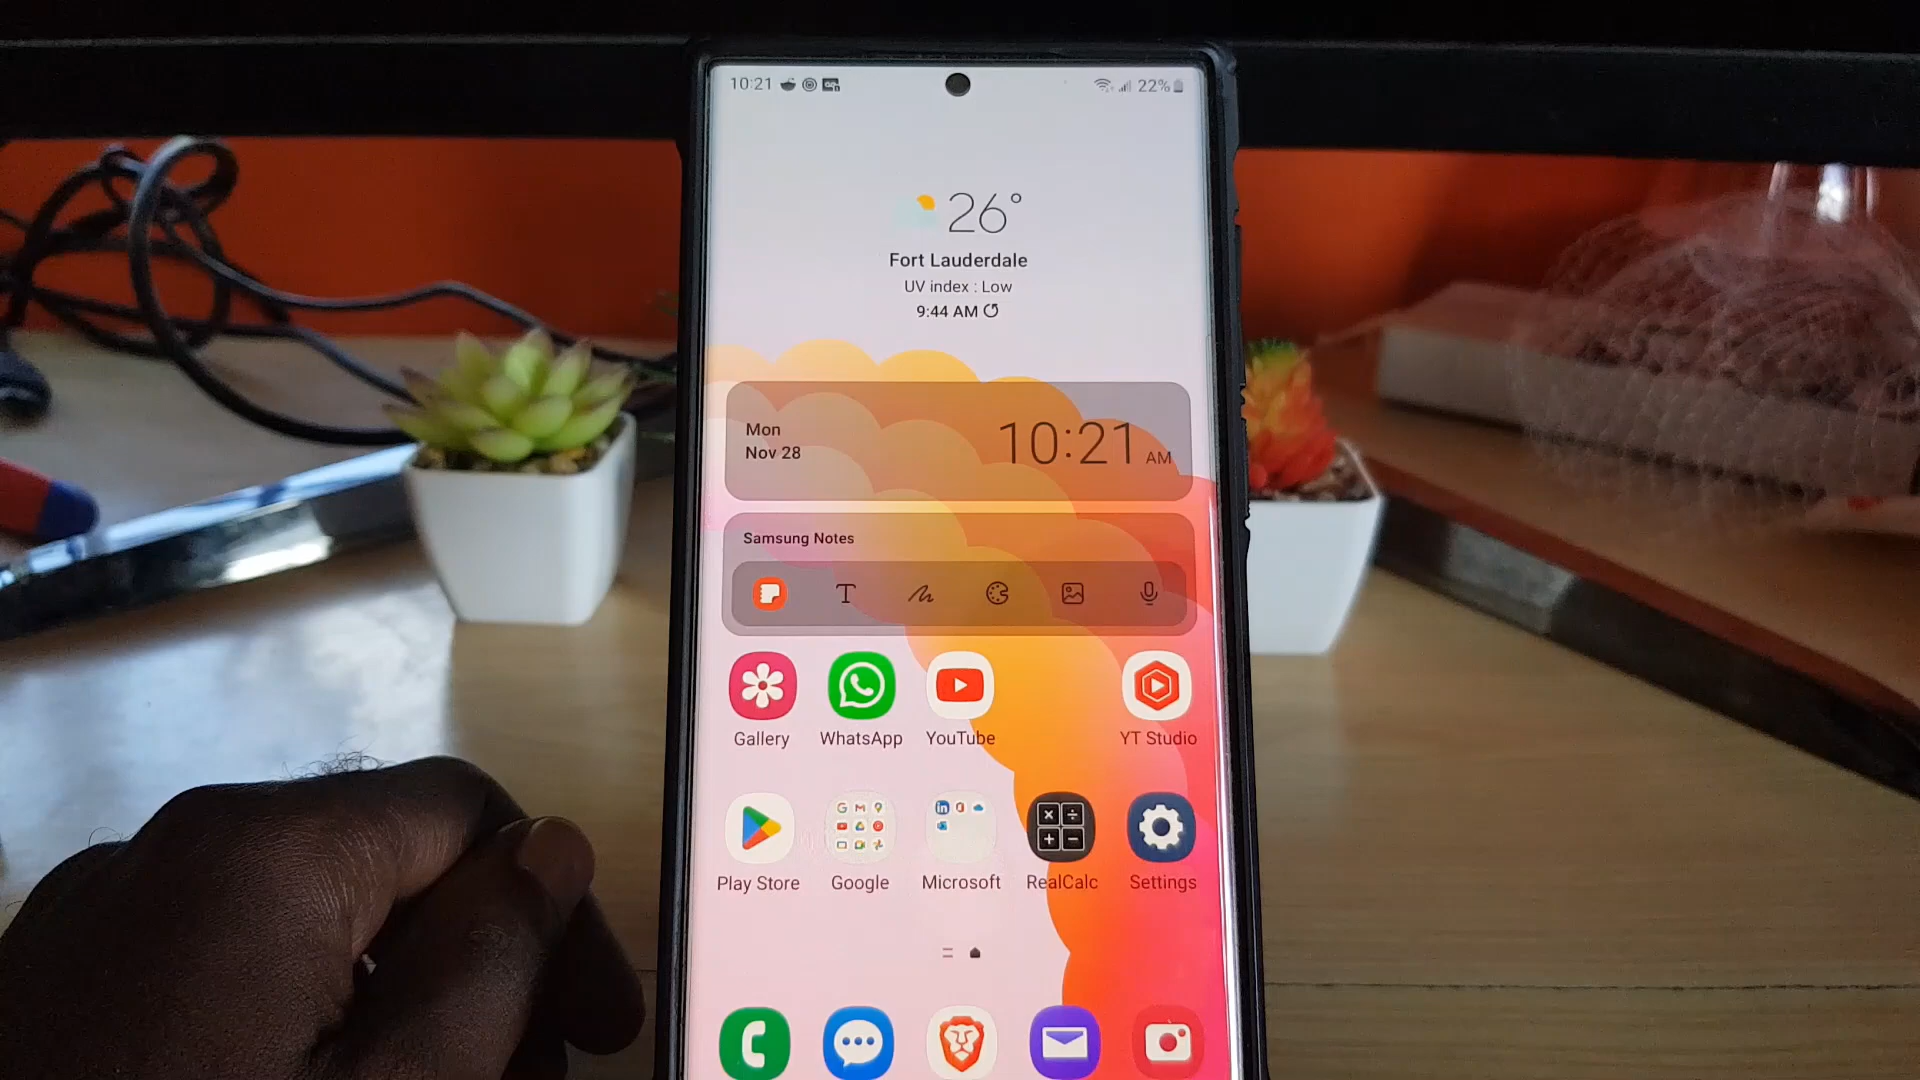 10:21
22%
26°
Fort Lauderdale
UV index : Low
9:44 AM
Mon
Nov 28
10:21 AM
Samsung Notes
T
Gallery WhatsApp YouTube YT Studio
Play Store Google Microsoft RealCalc Settings